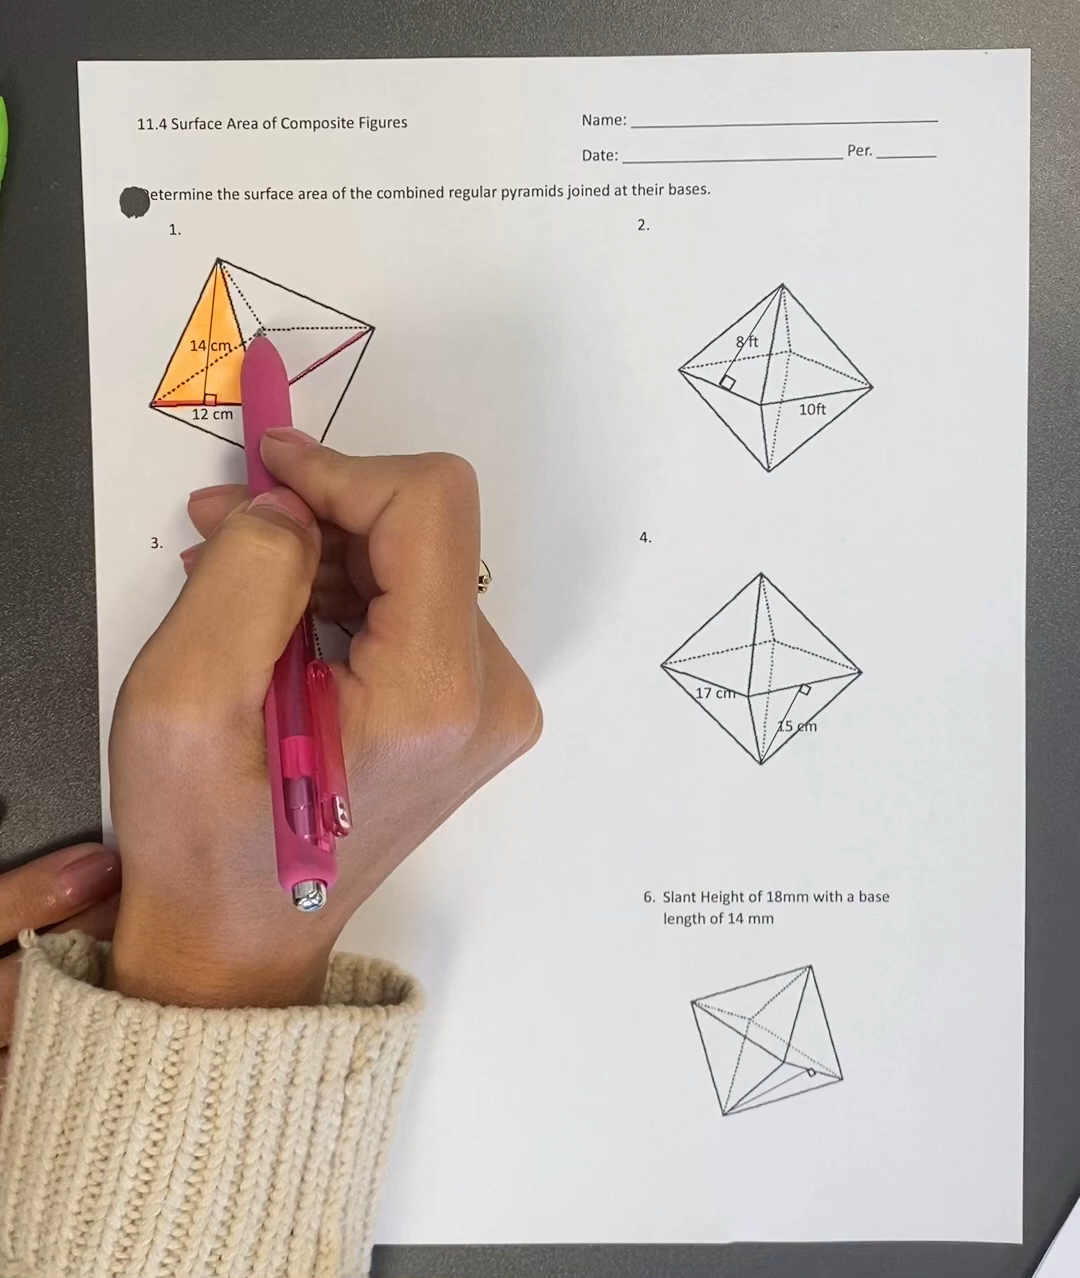 11.4 Surface Area of Composite Figures
Name:
Date: Per.
etermine the surface area of the combined regular pyramids joined at their bases.
1.
2.
14 cm
12 cm
8 ft
10ft
3.
4.
17 cm
15 cm
6. Slant Height of 18mm with a base
length of 14 mm